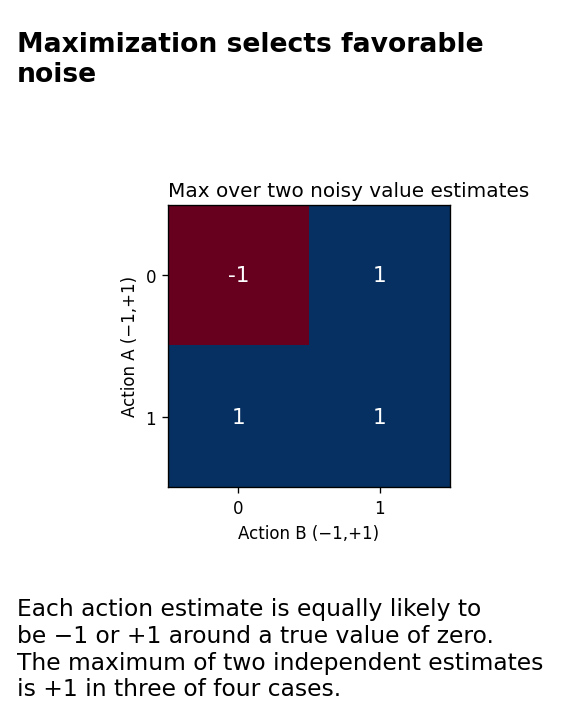 Maximization selects favorable
noise
Max over two noisy value estimates
Action A (−1,+1)
0
-1
1
1
1
1
0
1
Action B (−1,+1)
Each action estimate is equally likely to
be −1 or +1 around a true value of zero.
The maximum of two independent estimates
is +1 in three of four cases.